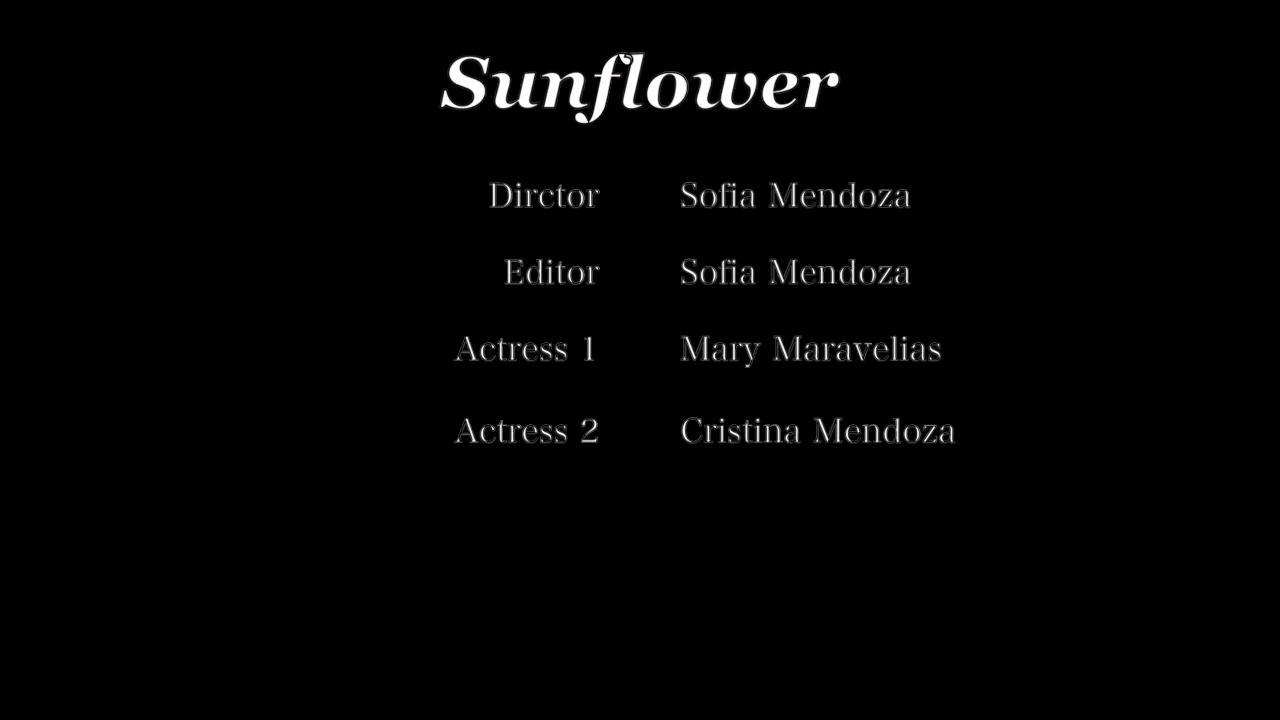 Sunflower
Dirctor Sofia Mendoza
Editor Sofia Mendoza
Actress 1 Mary Maravelias
Actress 2 Cristina Mendoza